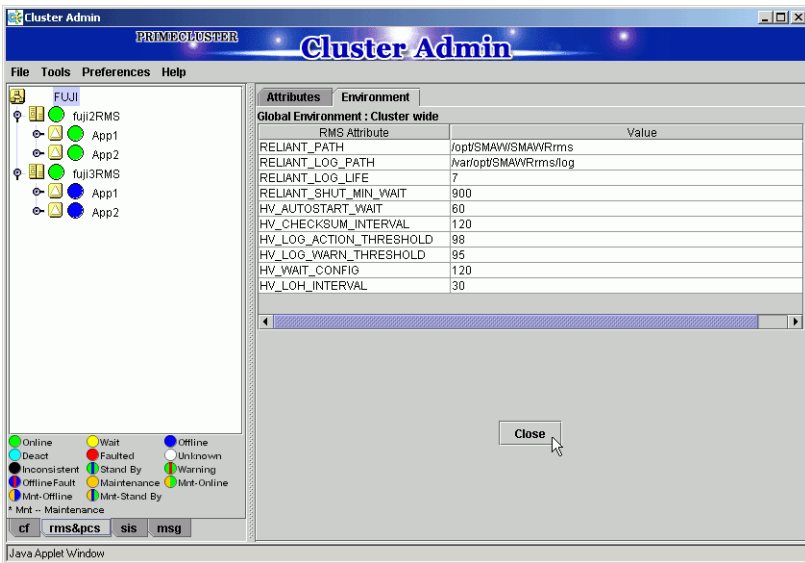 Cluster Admin
PRIMECLUSTER
Cluster Admin
File Tools Preferences Help
FUJI
fuji2RMS
App1
App2
fuji3RMS
App1
App2
Attributes Environment
Global Environment : Cluster wide
RMS Attribute Value
RELIANT_PATH /opt/SMAW/SMAWRrms
RELIANT_LOG_PATH /var/opt/SMAWRrms/log
RELIANT_LOG_LIFE 7
RELIANT_SHUT_MIN_WAIT 900
HV_AUTOSTART_WAIT 60
HV_CHECKSUM_INTERVAL 120
HV_LOG_ACTION_THRESHOLD 98
HV_LOG_WARN_THRESHOLD 95
HV_WAIT_CONFIG 120
HV_LOH_INTERVAL 30
Close
Online Wait Offline
Deact Faulted Unknown
Inconsistent Stand By Warning
OfflineFault Maintenance Mnt-Online
Mnt-Offline Mnt-Stand By
* Mnt -- Maintenance
cf rms&pcs sis msg
Java Applet Window